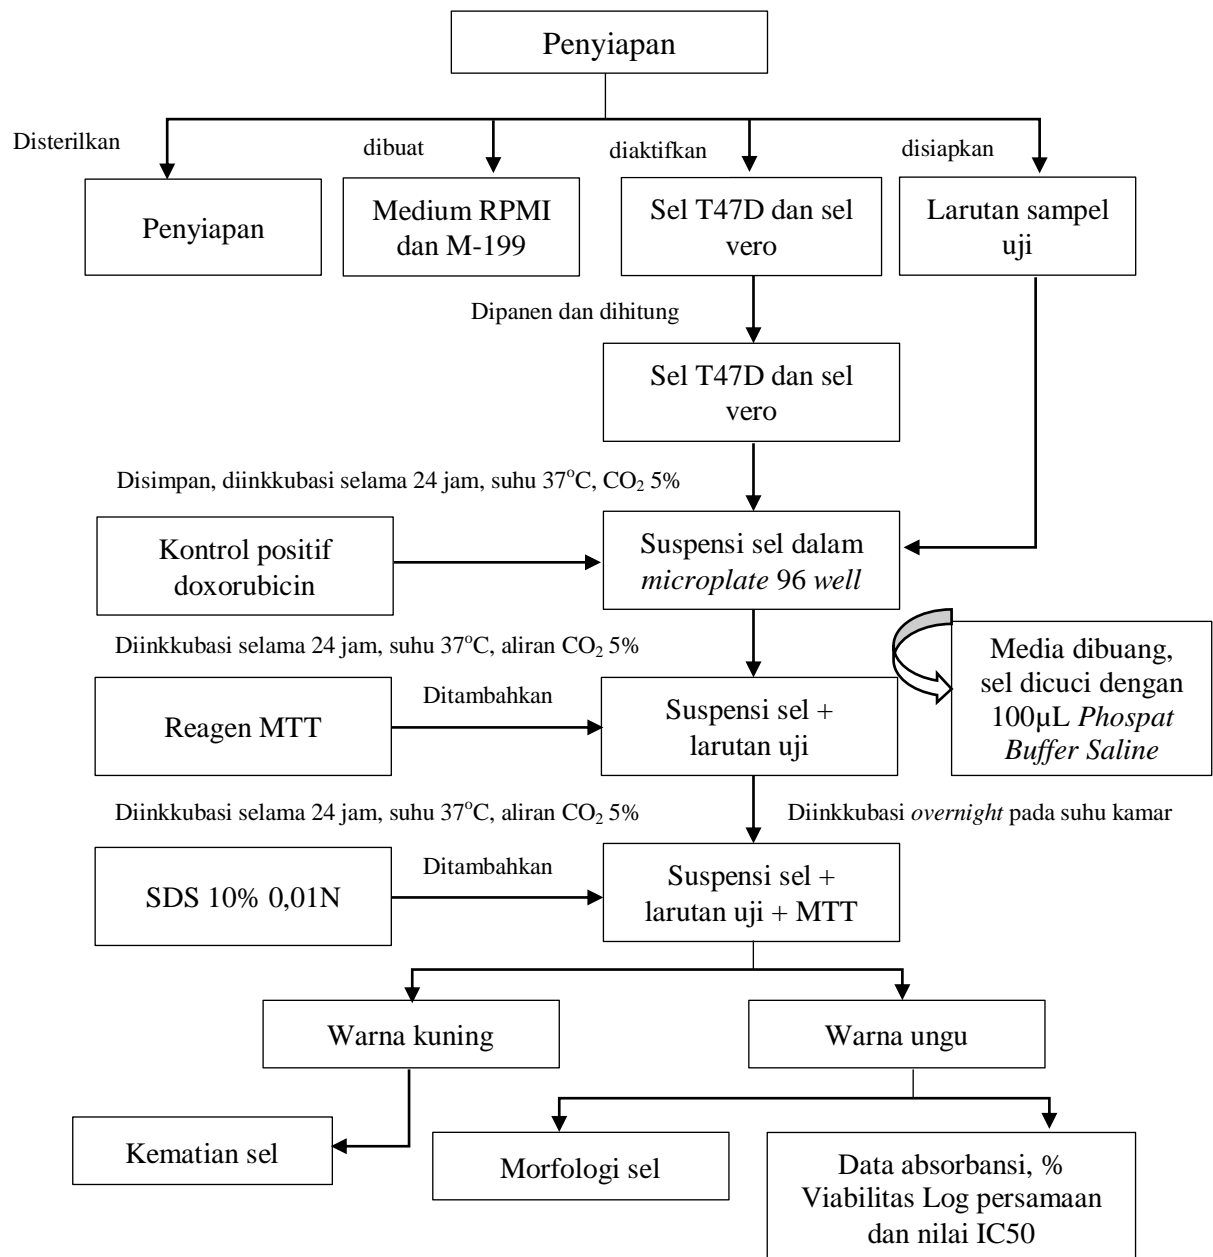 Penyiapan
Disterilkan
dibuat
diaktifkan
disiapkan
Penyiapan
Medium RPMI
dan M-199
Sel T47D dan sel
vero
Larutan sampel
uji
Dipanen dan dihitung
Sel T47D dan sel
vero
Disimpan, diinkkubasi selama 24 jam, suhu 37°C, CO₂ 5%
Kontrol positif
doxorubicin
Suspensi sel dalam
microplate 96 well
Diinkkubasi selama 24 jam, suhu 37°C, aliran CO₂ 5%
Media dibuang,
sel dicuci dengan
100µL Phospat
Buffer Saline
Reagen MTT
Ditambahkan
Suspensi sel +
larutan uji
Diinkkubasi selama 24 jam, suhu 37°C, aliran CO₂ 5%
Diinkkubasi overnight pada suhu kamar
SDS 10% 0,01N
Ditambahkan
Suspensi sel +
larutan uji + MTT
Warna kuning
Warna ungu
Kematian sel
Morfologi sel
Data absorbansi, %
Viabilitas Log persamaan
dan nilai IC50